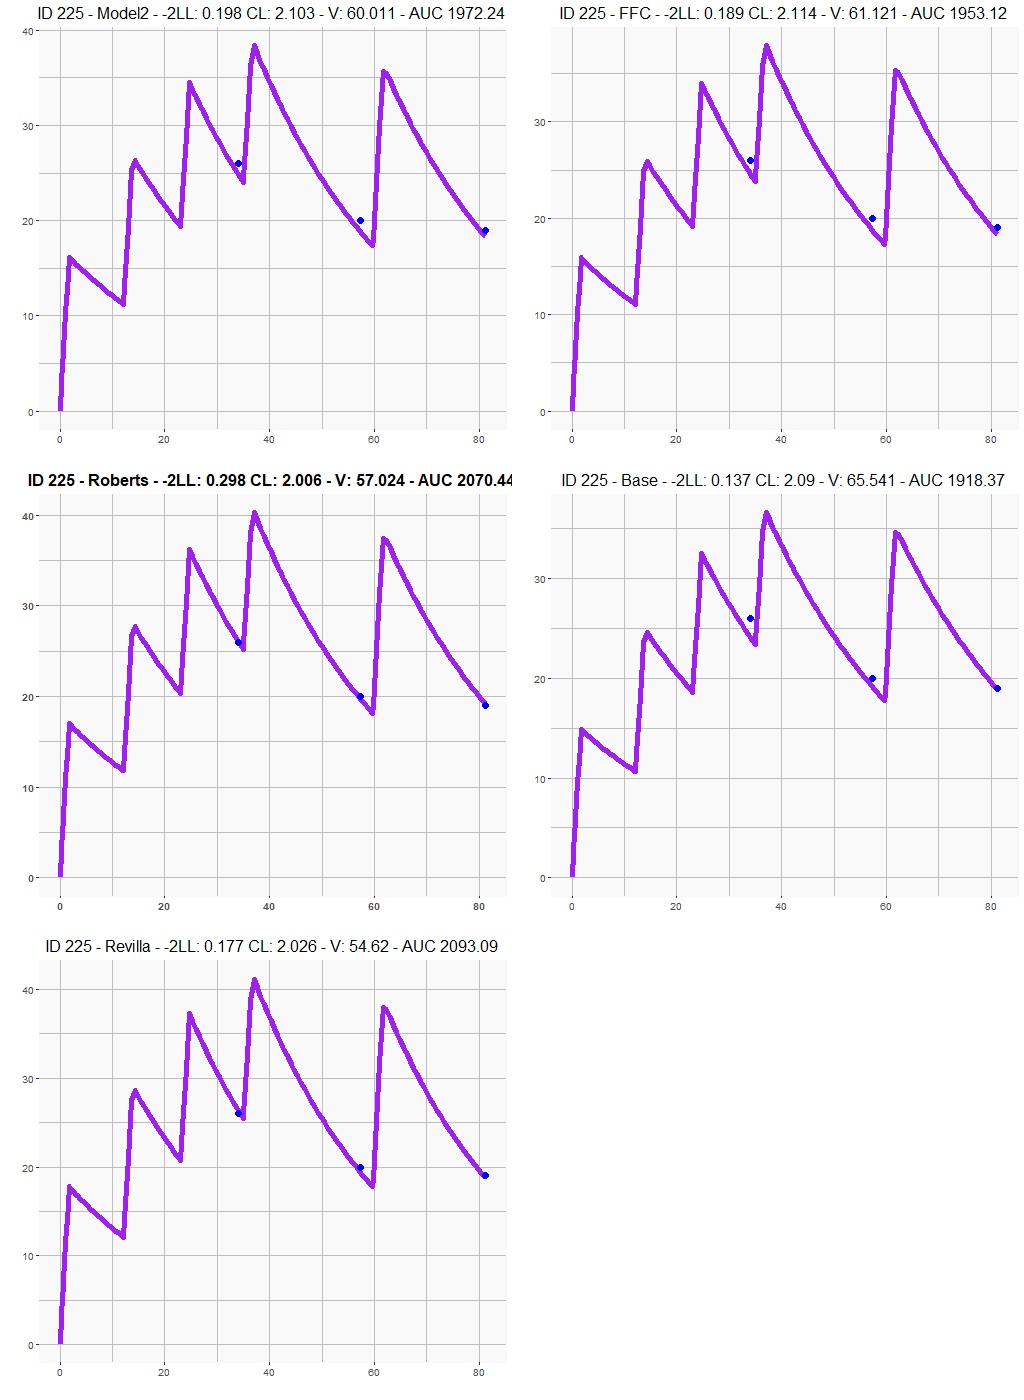 ID 225 - Model2 - -2LL: 0.198 CL: 2.103 - V: 60.011 - AUC 1972.24
40
30
20
10
0
0 20 40 60 80
ID 225 - FFC - -2LL: 0.189 CL: 2.114 - V: 61.121 - AUC 1953.12
30
20
10
0
0 20 40 60 80
ID 225 - Roberts - -2LL: 0.298 CL: 2.006 - V: 57.024 - AUC 2070.44
40
30
20
10
0
0 20 40 60 80
ID 225 - Base - -2LL: 0.137 CL: 2.09 - V: 65.541 - AUC 1918.37
30
20
10
0
0 20 40 60 80
ID 225 - Revilla - -2LL: 0.177 CL: 2.026 - V: 54.62 - AUC 2093.09
40
30
20
10
0
0 20 40 60 80